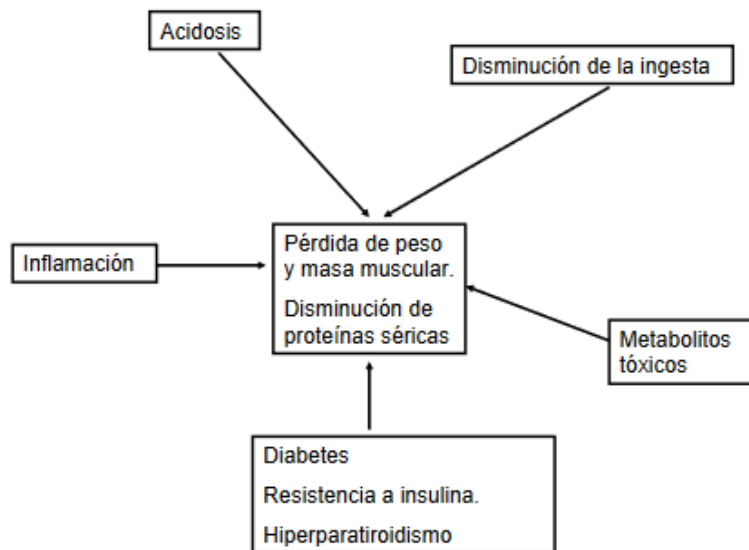 Acidosis
Disminución de la ingesta
Inflamación
Pérdida de peso
y masa muscular.
Disminución de
proteínas séricas
Metabolitos
tóxicos
Diabetes
Resistencia a insulina.
Hiperparatiroidismo